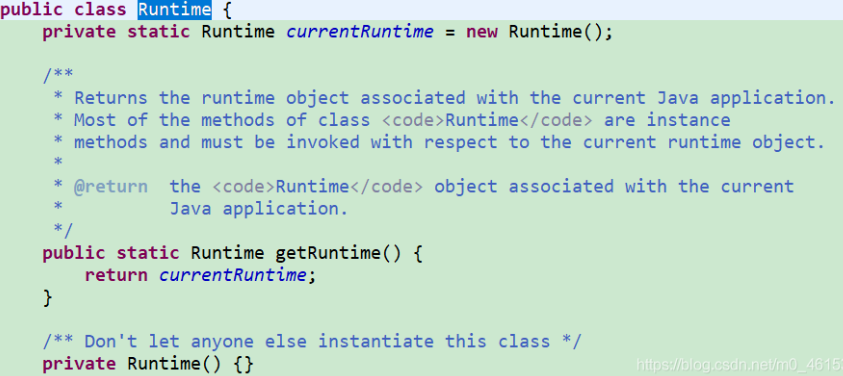 public class Runtime {
    private static Runtime currentRuntime = new Runtime();
    /**
     * Returns the runtime object associated with the current Java application.
     * Most of the methods of class <code>Runtime</code> are instance
     * methods and must be invoked with respect to the current runtime object.
     *
     * @return  the <code>Runtime</code> object associated with the current
     *          Java application.
     */
    public static Runtime getRuntime() {
        return currentRuntime;
    }
    /** Don't let anyone else instantiate this class */
    private Runtime() {}
https://blog.csdn.net/m0_4615